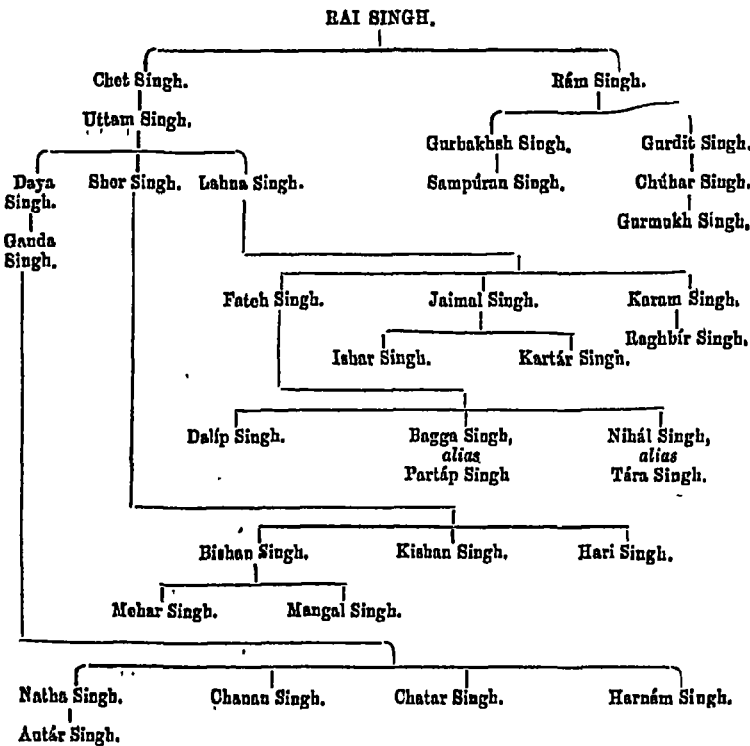 RAI SINGH.
Chet Singh. Rám Singh.
Uttam Singh.
Gurbakhsh Singh. Gurdit Singh.
Daya Singh. Sher Singh. Lahna Singh. Sampúran Singh. Chúhar Singh.
Gurmukh Singh.
Ganda Singh.
Fateh Singh. Jaimal Singh. Karam Singh.
Raghbír Singh.
Ishar Singh. Kartár Singh.
Dalíp Singh. Bagga Singh, Nihál Singh,
alias alias
Partáp Singh Tára Singh.
Bishan Singh. Kishan Singh. Hari Singh.
Mehar Singh. Mangal Singh.
Natha Singh. Chanan Singh. Chatar Singh. Harnám Singh.
Autár Singh.